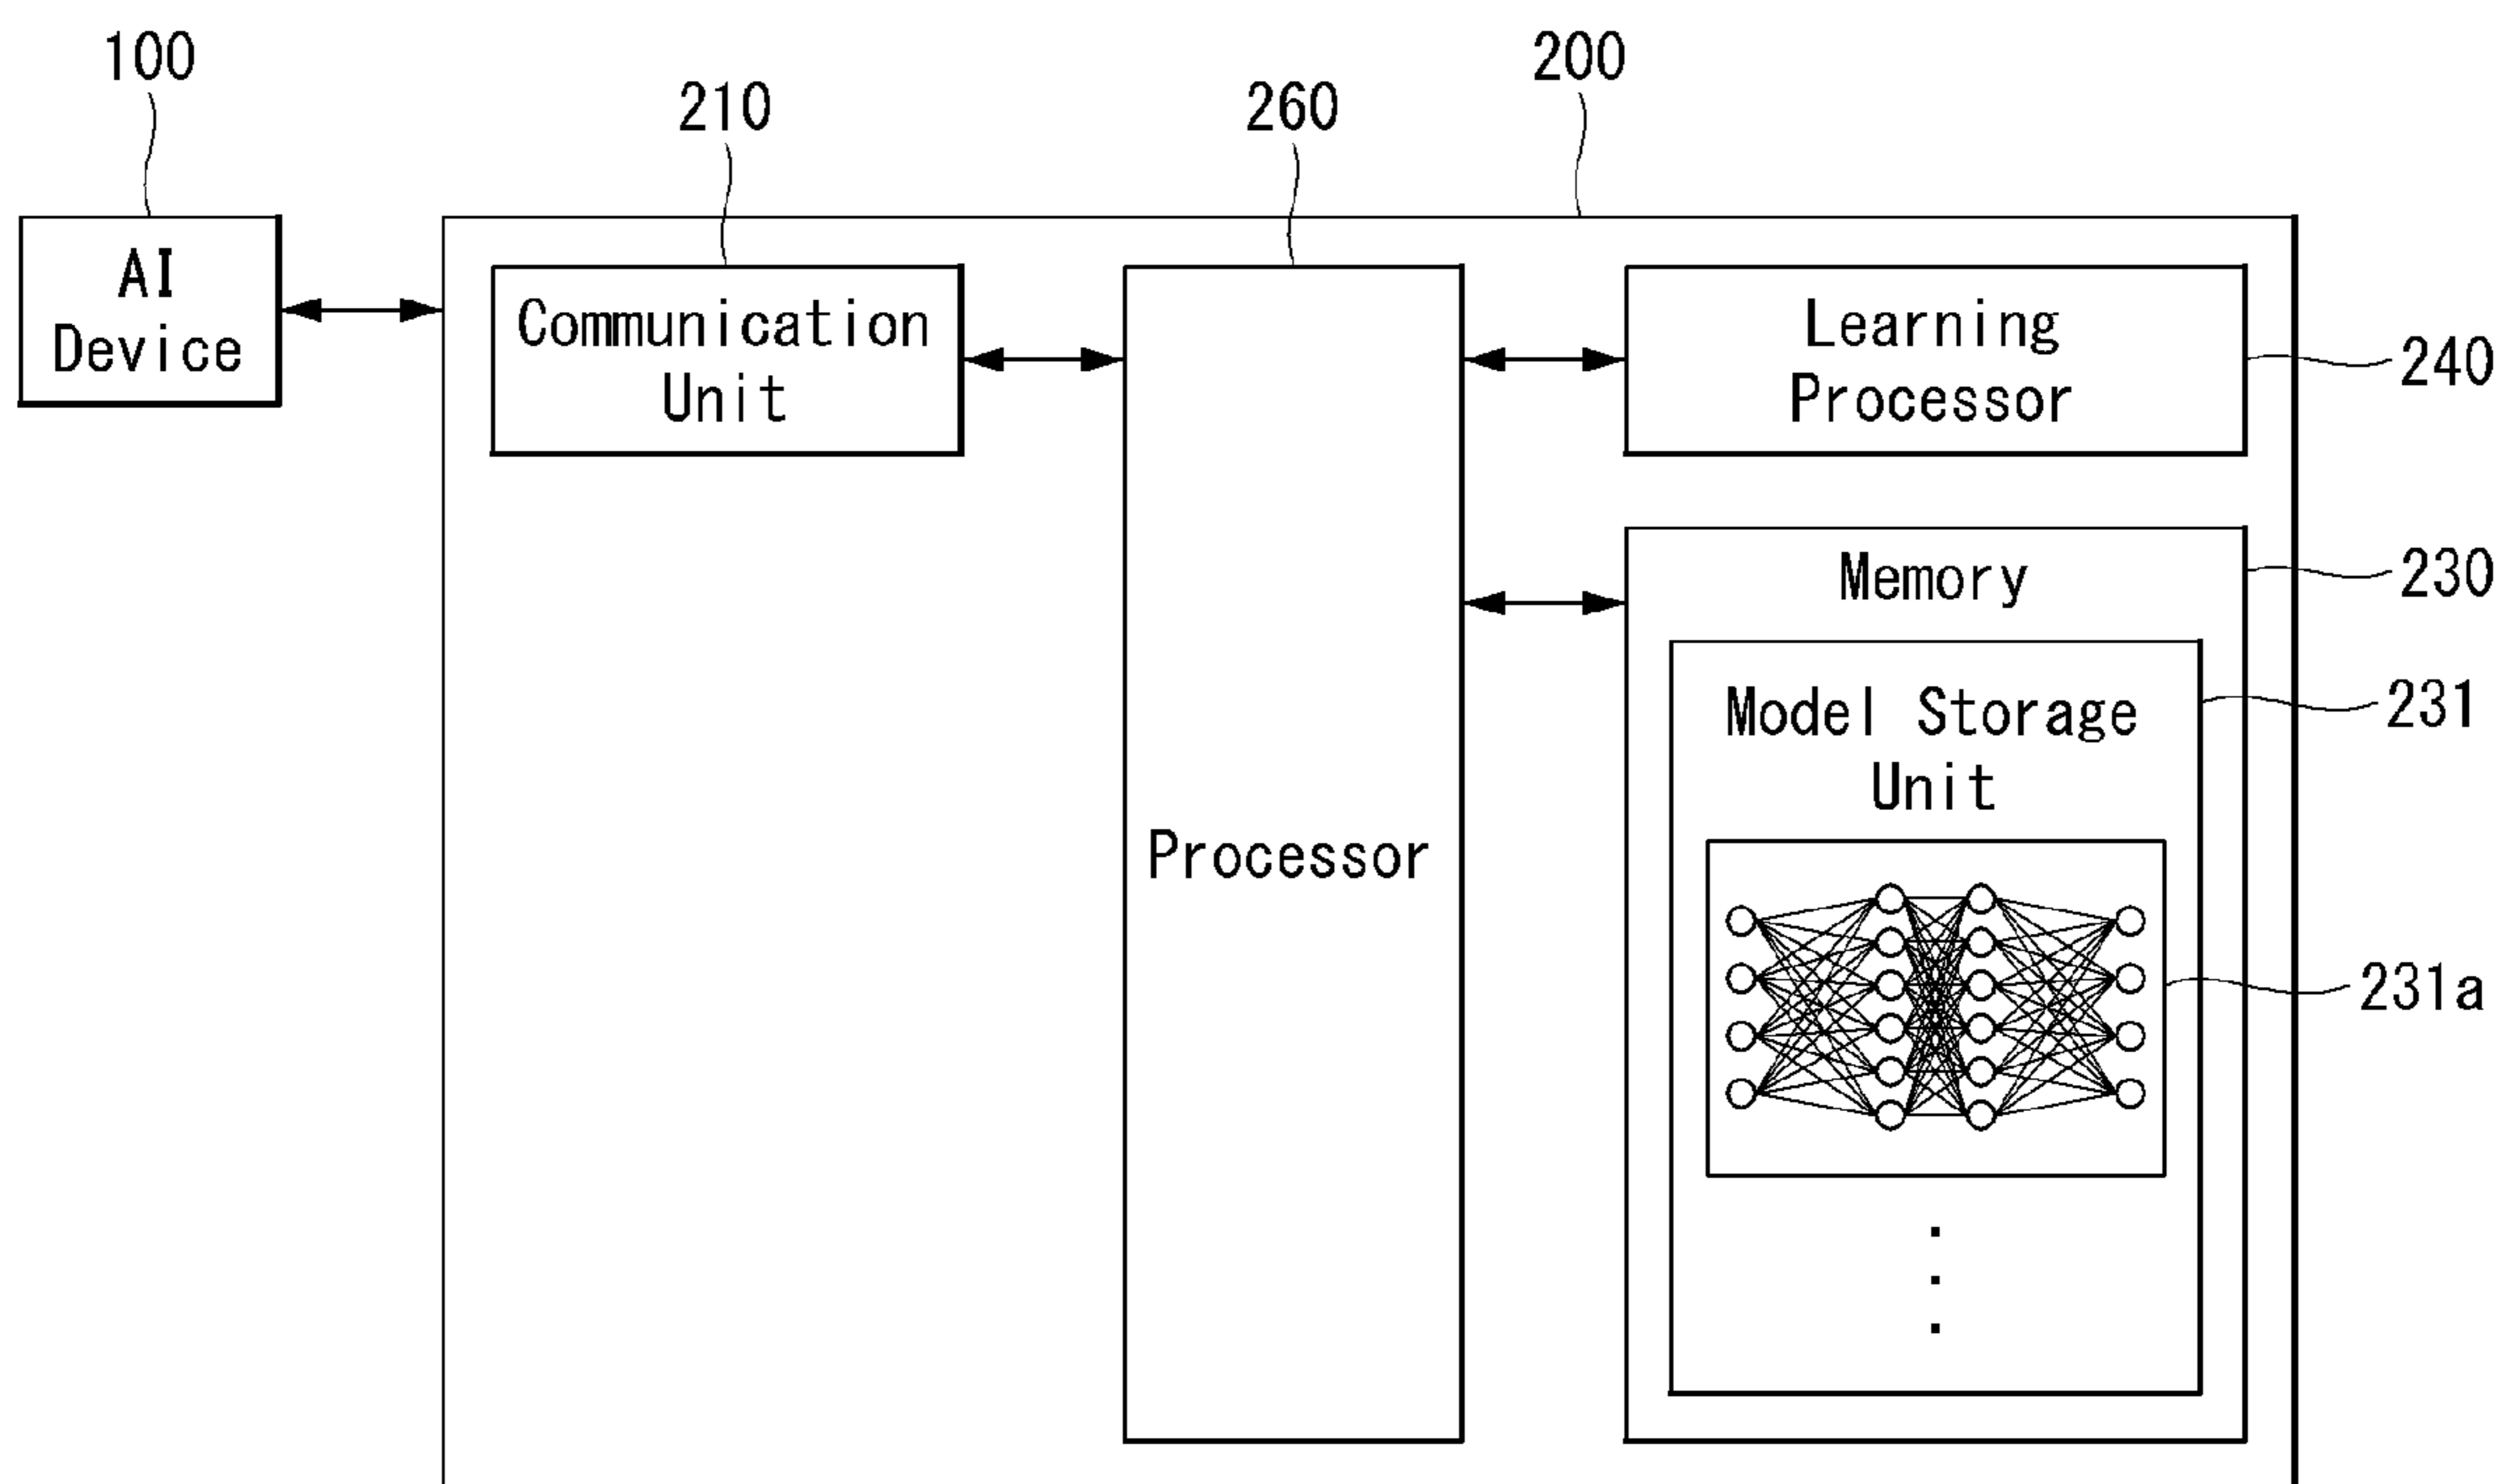 100
210
260
200
AI
Device
Communication
Unit
Learning
Processor
240
Memory
230
Model Storage
Unit
231
Processor
231a